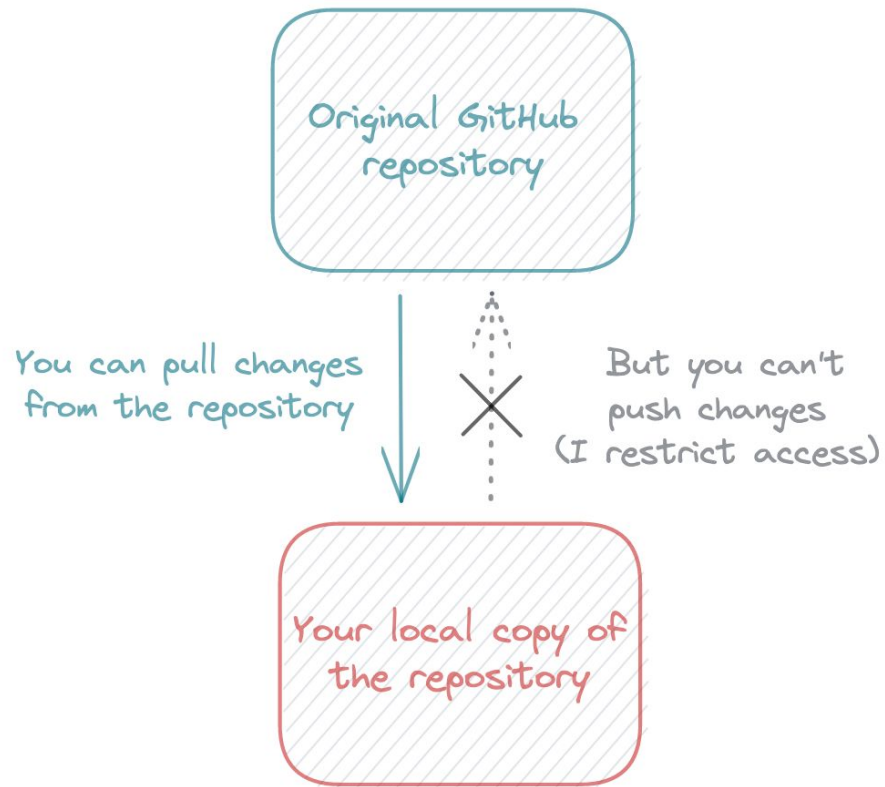 Original GitHub
repository
You can pull changes
from the repository
But you can't
push changes
(I restrict access)
Your local copy of
the repository